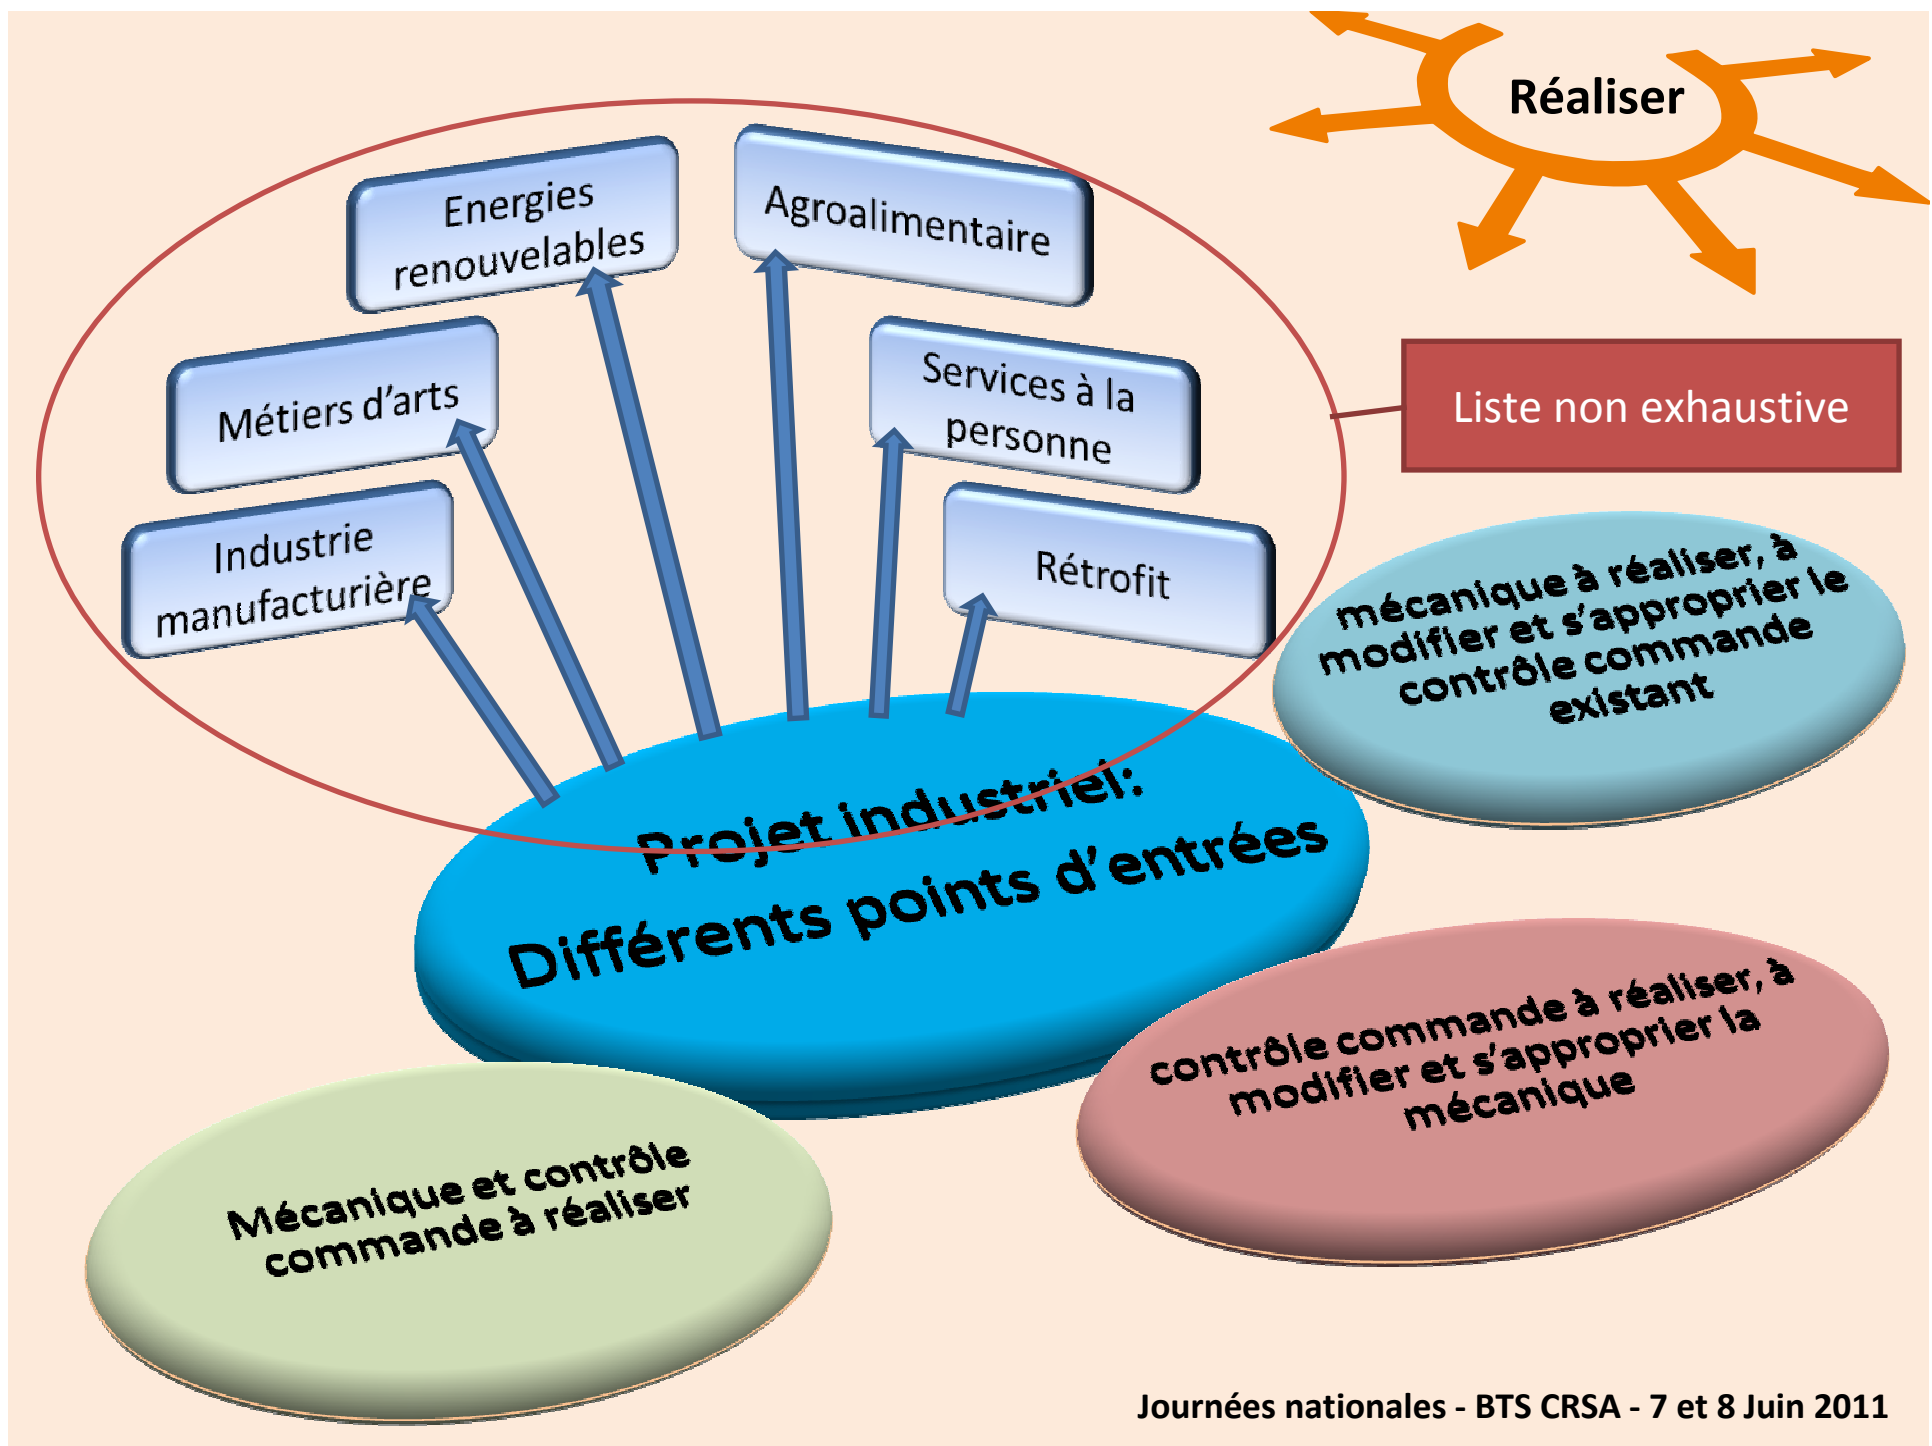 Réaliser
Energies
renouvelables
Agroalimentaire
Métiers d'arts
Services à la
personne
Liste non exhaustive
Industrie
manufacturière
Rétrofit
mécanique à réaliser, à
modifier et s'approprier le
contrôle commande
existant
Projet industriel:
Différents points d'entrées
contrôle commande à réaliser, à
modifier et s'approprier la
mécanique
Mécanique et contrôle
commande à réaliser
Journées nationales - BTS CRSA - 7 et 8 Juin 2011